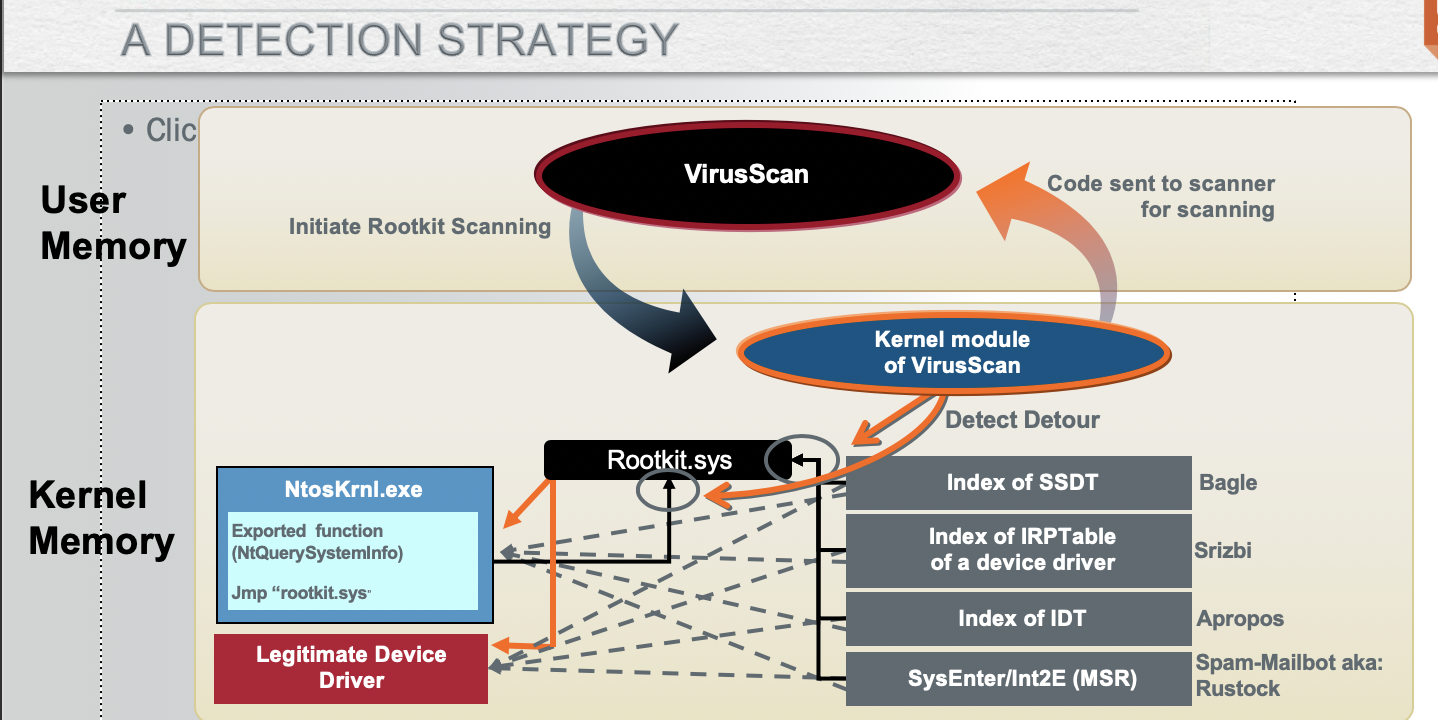 A DETECTION STRATEGY
• Clic
User
Memory
VirusScan
Initiate Rootkit Scanning
Code sent to scanner
for scanning
Kernel module
of VirusScan
Detect Detour
Kernel
Memory
Rootkit.sys
NtosKrnl.exe
Exported function
(NtQuerySystemInfo)
Jmp “rootkit.sys”
Legitimate Device
Driver
Index of SSDT
Bagle
Index of IRPTable
of a device driver
Srizbi
Index of IDT
Apropos
SysEnter/Int2E (MSR)
Spam-Mailbot aka:
Rustock